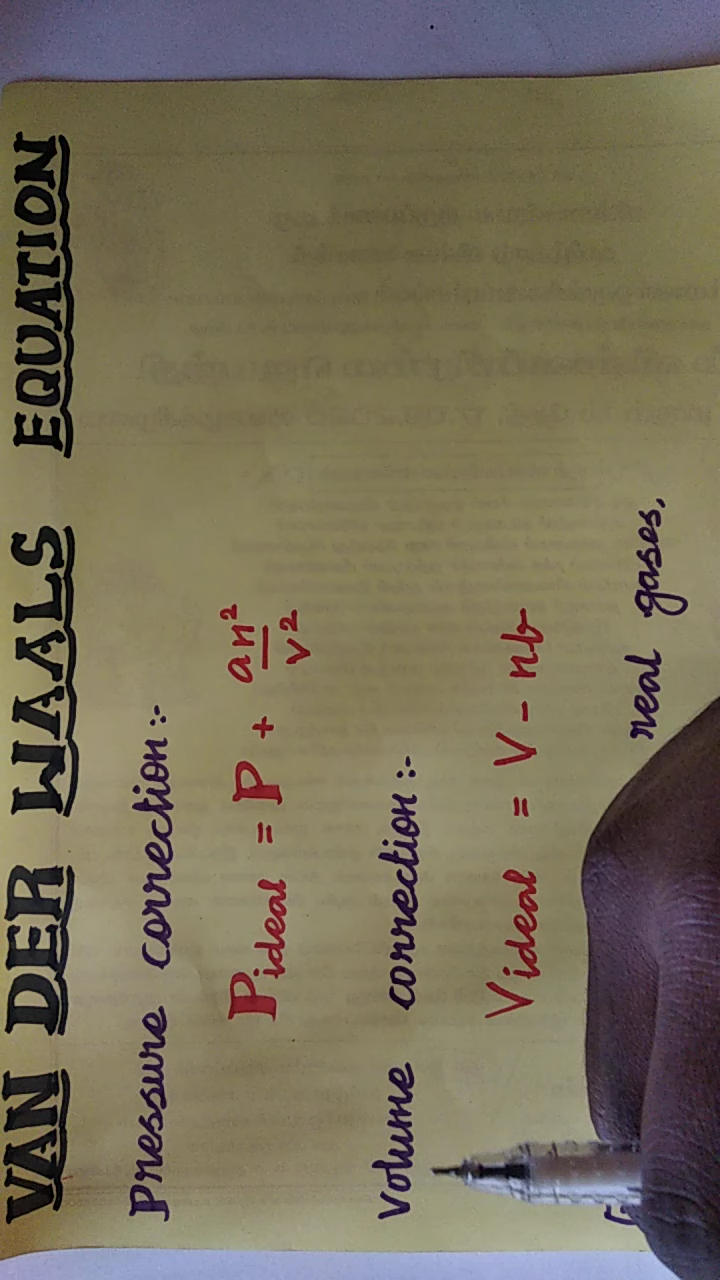 VAN DER WAALS EQUATION
Pressure correction :-
Pideal = P + an²/v²
Volume correction :-
Videal = V - nb
real gases,